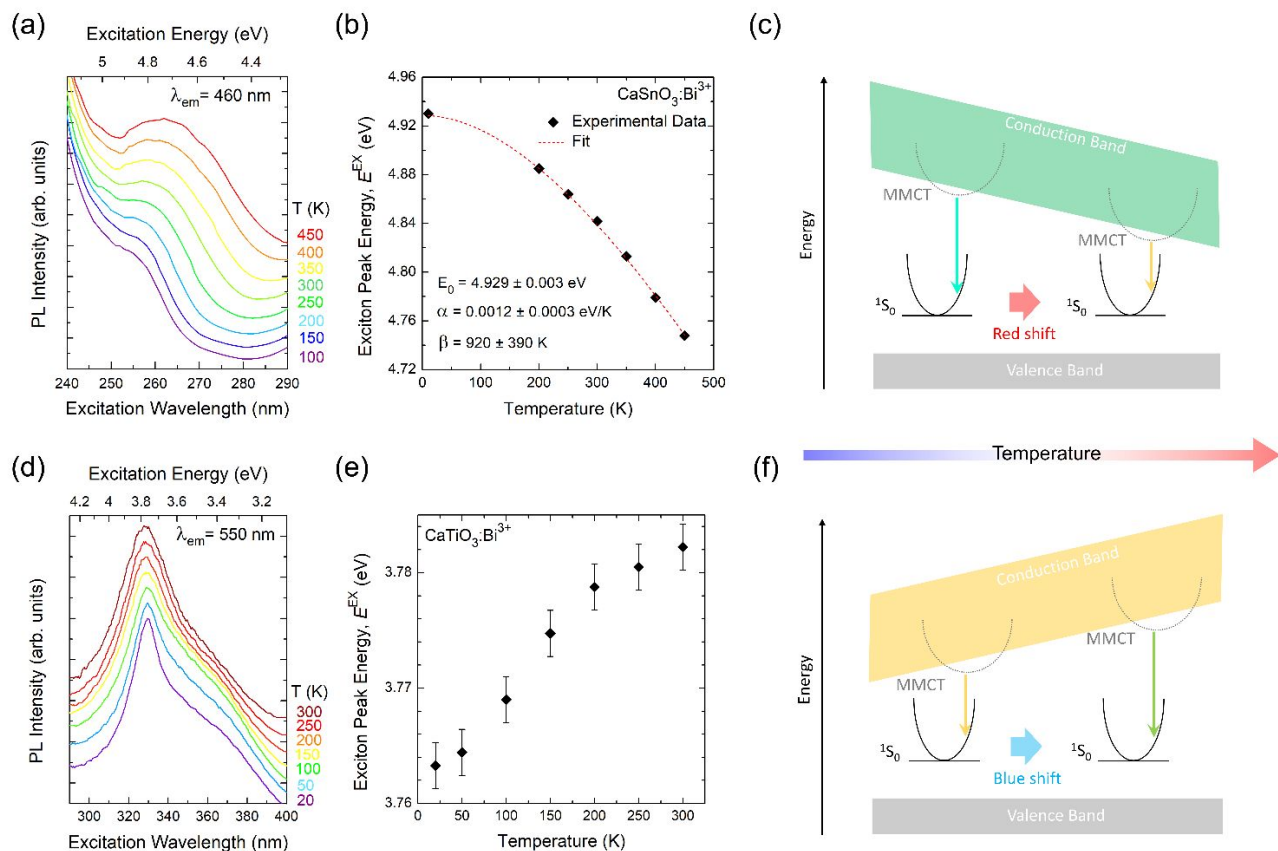 (a)
Excitation Energy (eV)
5 4.8 4.6 4.4
λem= 460 nm
PL Intensity (arb. units)
T (K)
450
400
350
300
250
200
150
100
240 250 260 270 280 290
Excitation Wavelength (nm)
(b)
4.96
4.92
4.88
4.84
4.80
4.76
4.72
Exciton Peak Energy, E^EX (eV)
CaSnO3:Bi3+
Experimental Data
Fit
E0 = 4.929 ± 0.003 eV
α = 0.0012 ± 0.0003 eV/K
β = 920 ± 390 K
0 100 200 300 400 500
Temperature (K)
(c)
Energy
Conduction Band
MMCT
MMCT
1S0
1S0
Red shift
Valence Band
Temperature
(d)
Excitation Energy (eV)
4.2 4 3.8 3.6 3.4 3.2
λem= 550 nm
PL Intensity (arb. units)
T (K)
300
250
200
150
100
50
20
300 320 340 360 380 400
Excitation Wavelength (nm)
(e)
CaTiO3:Bi3+
3.78
3.77
3.76
Exciton Peak Energy, E^EX (eV)
0 50 100 150 200 250 300
Temperature (K)
(f)
Energy
Conduction Band
MMCT
MMCT
1S0
1S0
Blue shift
Valence Band